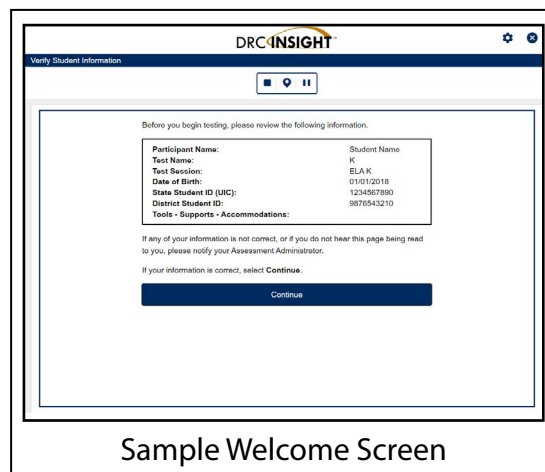 DRC INSIGHT
Verify Student Information
Before you begin testing, please review the following information.
Participant Name: Student Name
Test Name: K
Test Session: ELA K
Date of Birth: 01/01/2018
State Student ID (UIC): 1234567890
District Student ID: 9876543210
Tools - Supports - Accommodations:
If any of your information is not correct, or if you do not hear this page being read
to you, please notify your Assessment Administrator.
If your information is correct, select Continue.
Continue
Sample Welcome Screen